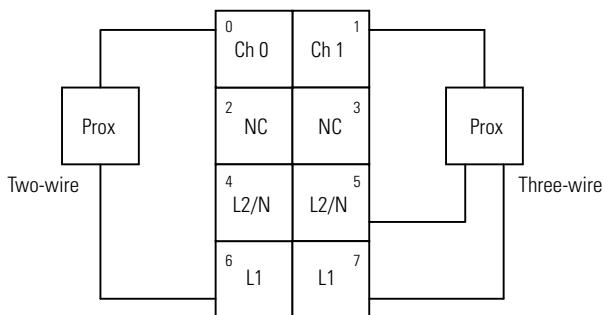 0 1
Ch 0 Ch 1
Prox 2 NC NC 3 Prox
Two-wire 4 L2/N L2/N 5 Three-wire
6 L1 L1 7